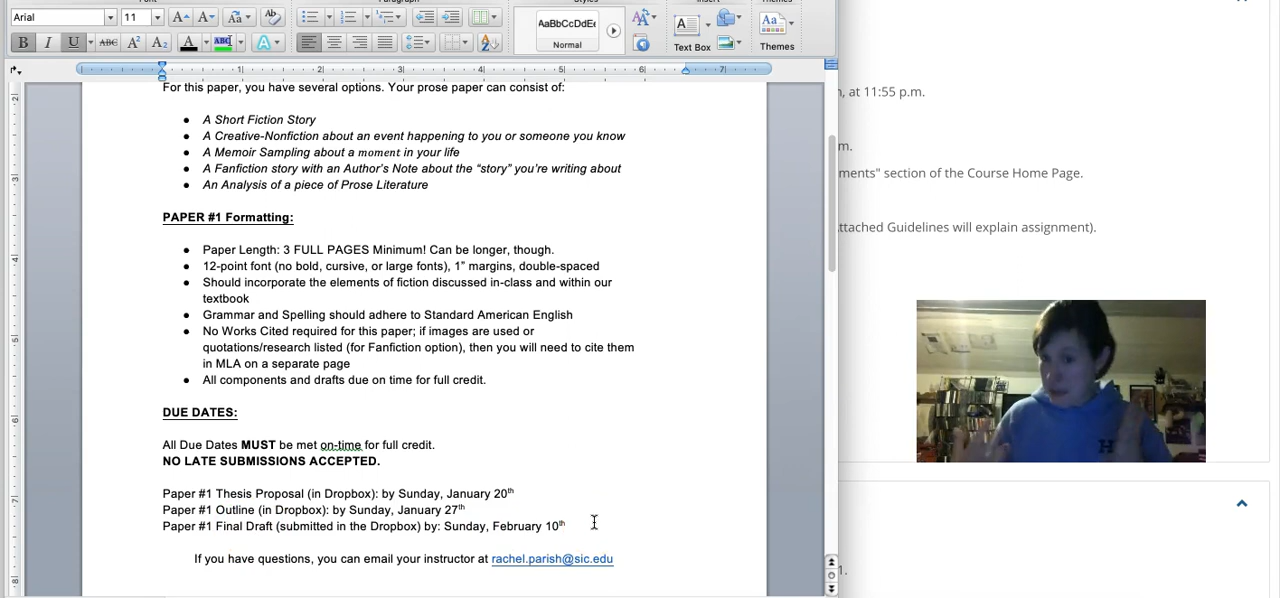 Font
Paragraph
Styles
Insert
Themes
Arial
11
Normal
Text Box
Themes
AaBbCcDdEe
For this paper, you have several options. Your prose paper can consist of:
● A Short Fiction Story
● A Creative-Nonfiction about an event happening to you or someone you know
● A Memoir Sampling about a moment in your life
● A Fanfiction story with an Author's Note about the “story” you're writing about
● An Analysis of a piece of Prose Literature
PAPER #1 Formatting:
● Paper Length: 3 FULL PAGES Minimum! Can be longer, though.
● 12-point font (no bold, cursive, or large fonts), 1” margins, double-spaced
● Should incorporate the elements of fiction discussed in-class and within our
textbook
● Grammar and Spelling should adhere to Standard American English
● No Works Cited required for this paper; if images are used or
quotations/research listed (for Fanfiction option), then you will need to cite them
in MLA on a separate page
● All components and drafts due on time for full credit.
DUE DATES:
All Due Dates MUST be met on-time for full credit.
NO LATE SUBMISSIONS ACCEPTED.
Paper #1 Thesis Proposal (in Dropbox): by Sunday, January 20th
Paper #1 Outline (in Dropbox): by Sunday, January 27th
Paper #1 Final Draft (submitted in the Dropbox) by: Sunday, February 10th
If you have questions, you can email your instructor at rachel.parish@sic.edu
, at 11:55 p.m.
m.
ments" section of the Course Home Page.
ttached Guidelines will explain assignment).
H
1.